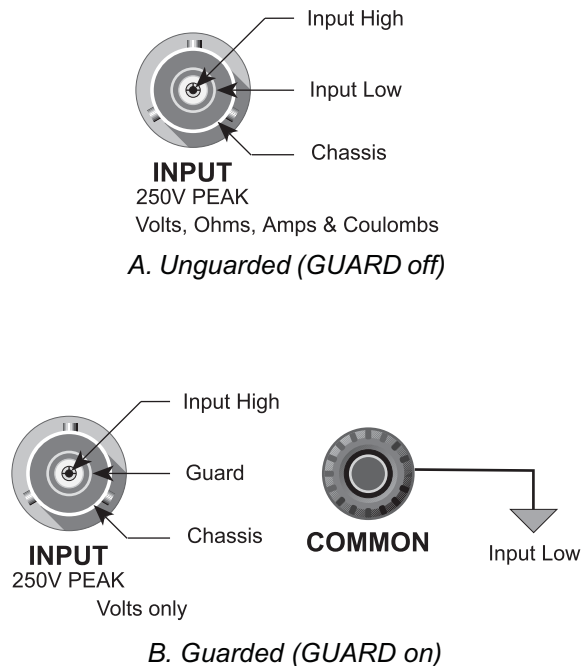 Input High
Input Low
Chassis
INPUT
250V PEAK
Volts, Ohms, Amps & Coulombs
A. Unguarded (GUARD off)
Input High
Guard
Chassis
INPUT
250V PEAK
Volts only
COMMON
Input Low
B. Guarded (GUARD on)